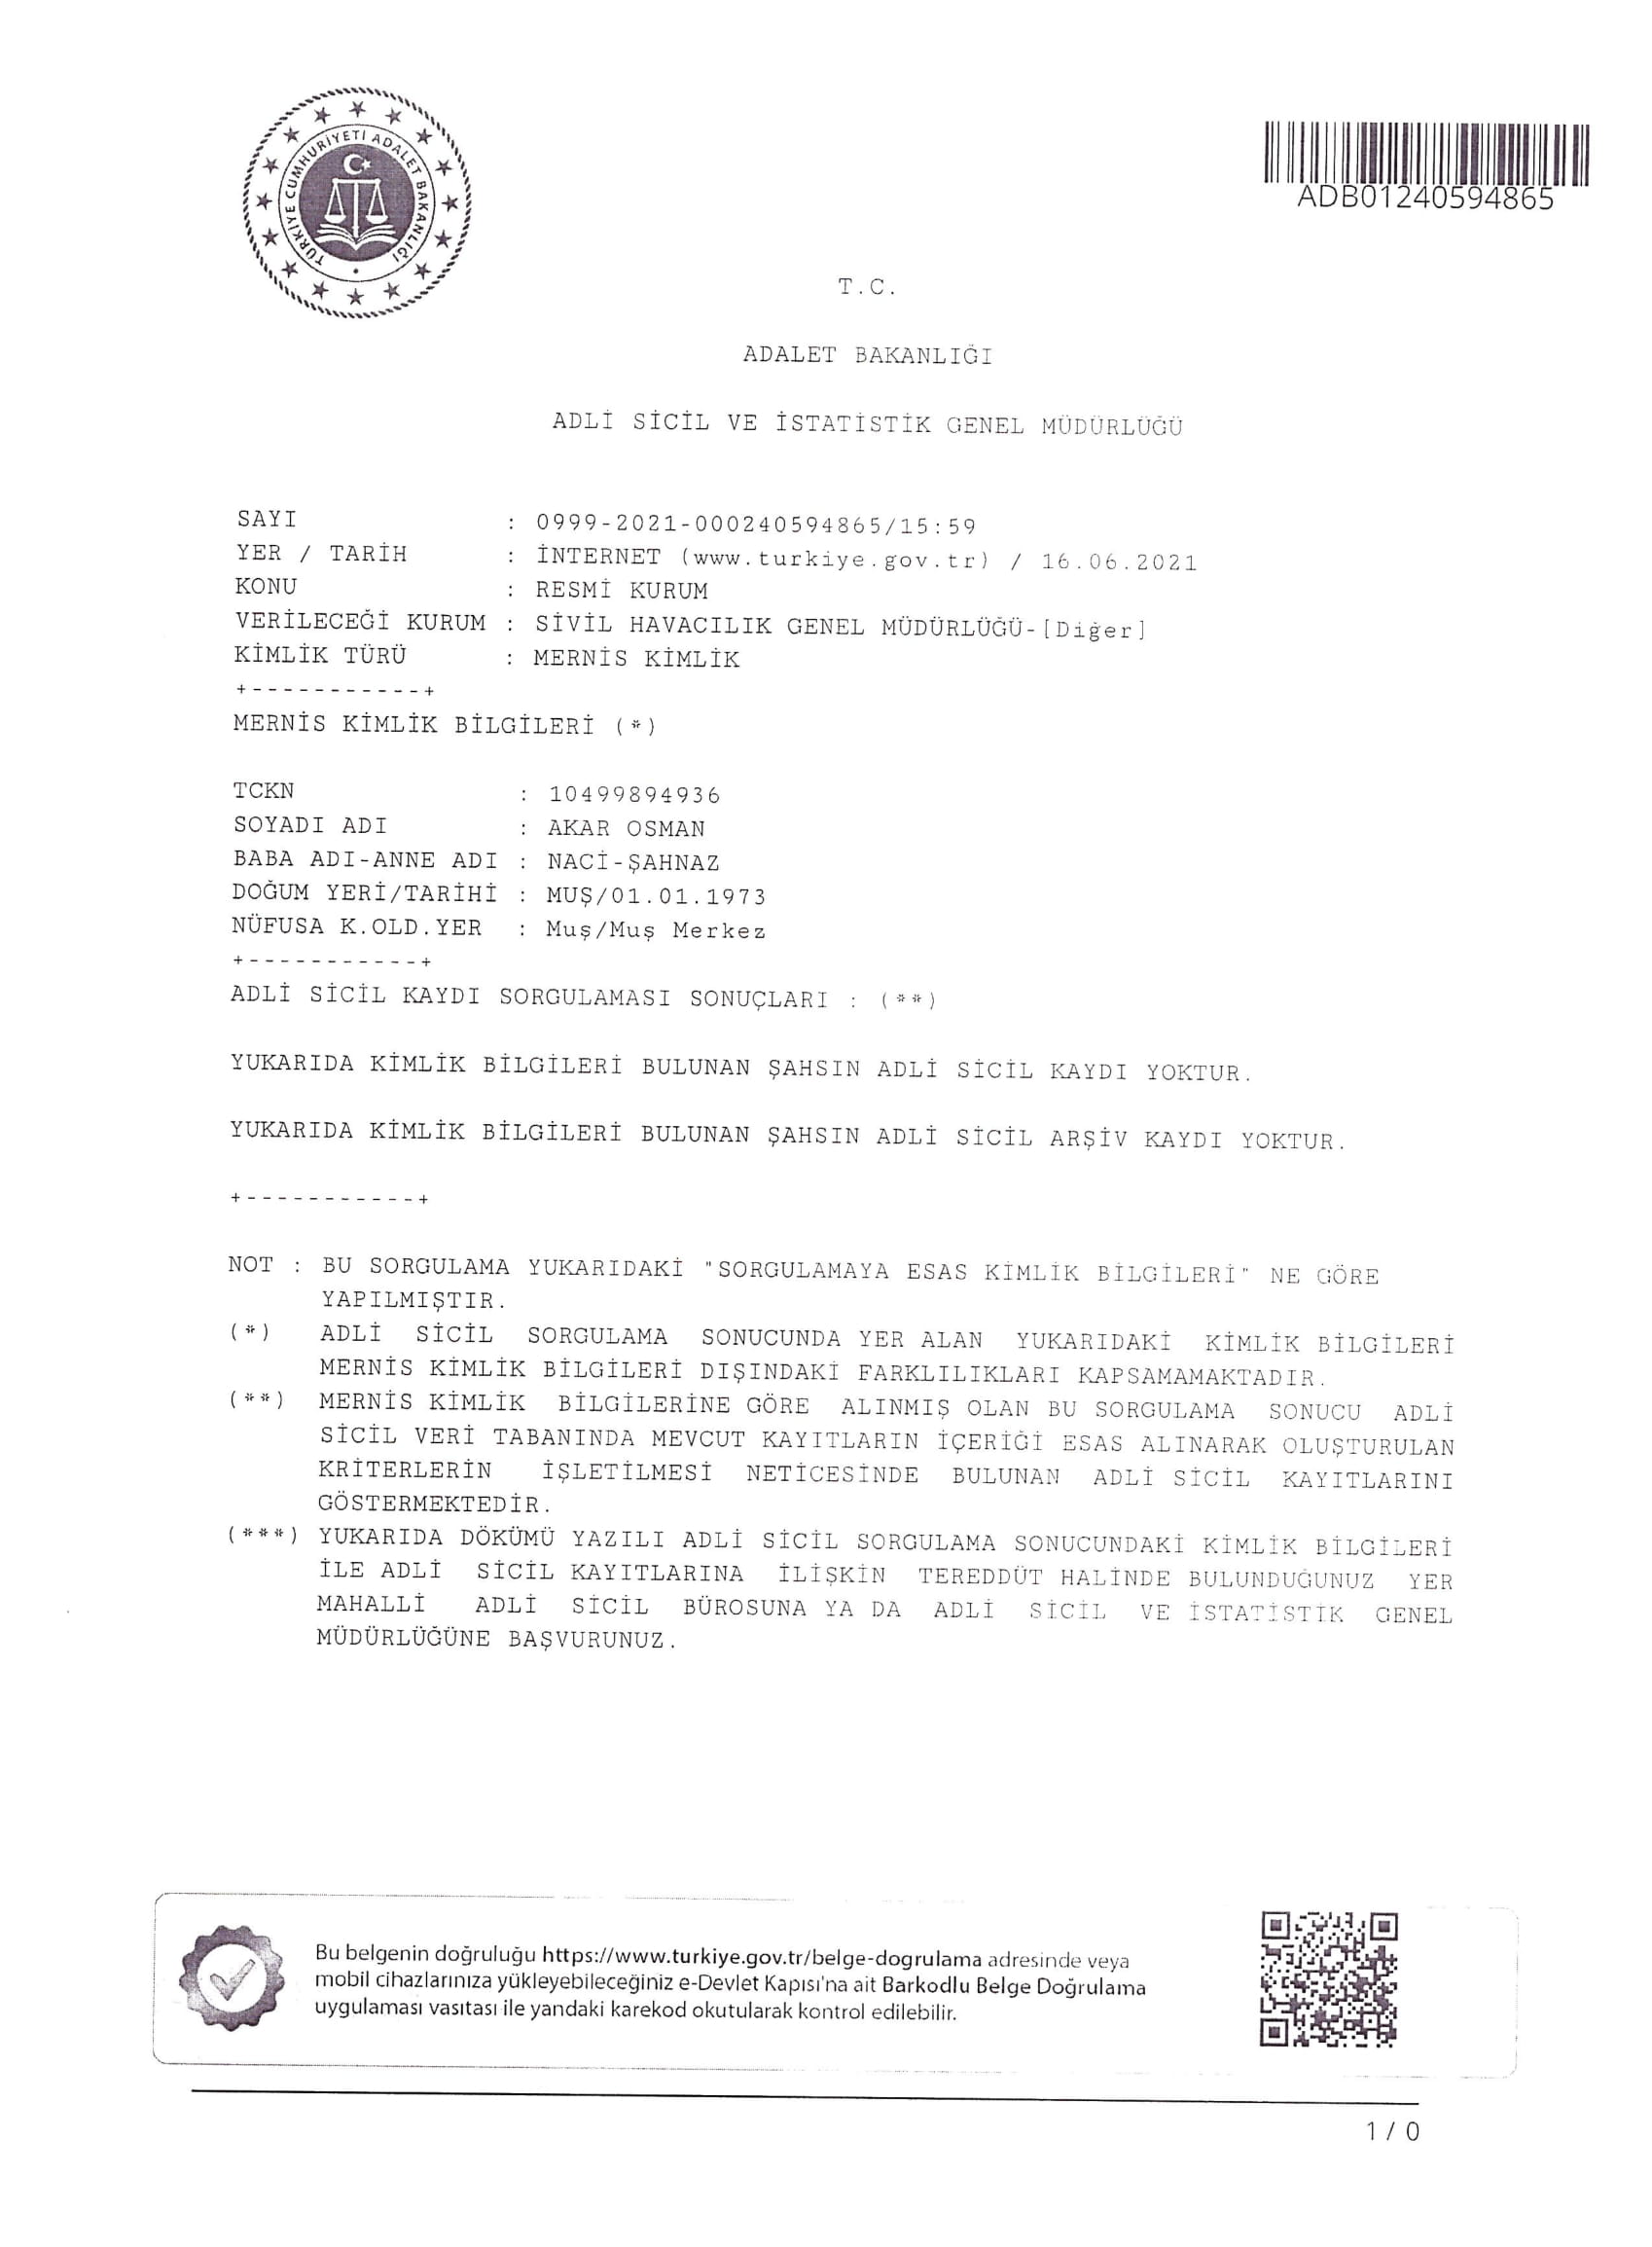 TÜRKİYE CUMHURİYETİ ADALET BAKANLIĞI
ADB01240594865
T.C.
ADALET BAKANLIĞI
ADLİ SİCİL VE İSTATİSTİK GENEL MÜDÜRLÜĞÜ
SAYI : 0999-2021-000240594865/15:59
YER / TARİH : İNTERNET (www.turkiye.gov.tr) / 16.06.2021
KONU : RESMİ KURUM
VERİLECEĞİ KURUM : SİVİL HAVACILIK GENEL MÜDÜRLÜĞÜ-[Diğer]
KİMLİK TÜRÜ : MERNİS KİMLİK
+-----------+
MERNİS KİMLİK BİLGİLERİ (*)
TCKN : 10499894936
SOYADI ADI : AKAR OSMAN
BABA ADI-ANNE ADI : NACİ-ŞAHNAZ
DOĞUM YERİ/TARİHİ : MUŞ/01.01.1973
NÜFUSA K.OLD.YER : Muş/Muş Merkez
+-----------+
ADLİ SİCİL KAYDI SORGULAMASI SONUÇLARI : (**)
YUKARIDA KİMLİK BİLGİLERİ BULUNAN ŞAHSIN ADLİ SİCİL KAYDI YOKTUR.
YUKARIDA KİMLİK BİLGİLERİ BULUNAN ŞAHSIN ADLİ SİCİL ARŞİV KAYDI YOKTUR.
+-----------+
NOT : BU SORGULAMA YUKARIDAKİ "SORGULAMAYA ESAS KİMLİK BİLGİLERİ" NE GÖRE
YAPILMIŞTIR.
(*) ADLİ SİCİL SORGULAMA SONUCUNDA YER ALAN YUKARIDAKİ KİMLİK BİLGİLERİ
MERNİS KİMLİK BİLGİLERİ DIŞINDAKİ FARKLILIKLARI KAPSAMAMAKTADIR.
(**) MERNİS KİMLİK BİLGİLERİNE GÖRE ALINMIŞ OLAN BU SORGULAMA SONUCU ADLİ
SİCİL VERİ TABANINDA MEVCUT KAYITLARIN İÇERİĞİ ESAS ALINARAK OLUŞTURULAN
KRİTERLERİN İŞLETİLMESİ NETİCESİNDE BULUNAN ADLİ SİCİL KAYITLARINI
GÖSTERMEKTEDİR.
(***) YUKARIDA DÖKÜMÜ YAZILI ADLİ SİCİL SORGULAMA SONUCUNDAKİ KİMLİK BİLGİLERİ
İLE ADLİ SİCİL KAYITLARINA İLİŞKİN TEREDDÜT HALİNDE BULUNDUĞUNUZ YER
MAHALLİ ADLİ SİCİL BÜROSUNA YA DA ADLİ SİCİL VE İSTATİSTİK GENEL
MÜDÜRLÜĞÜNE BAŞVURUNUZ.
Bu belgenin doğruluğu https://www.turkiye.gov.tr/belge-dogrulama adresinde veya
mobil cihazlarınıza yükleyebileceğiniz e-Devlet Kapısı'na ait Barkodlu Belge Doğrulama
uygulaması vasıtası ile yandaki karekod okutularak kontrol edilebilir.
1 / 0